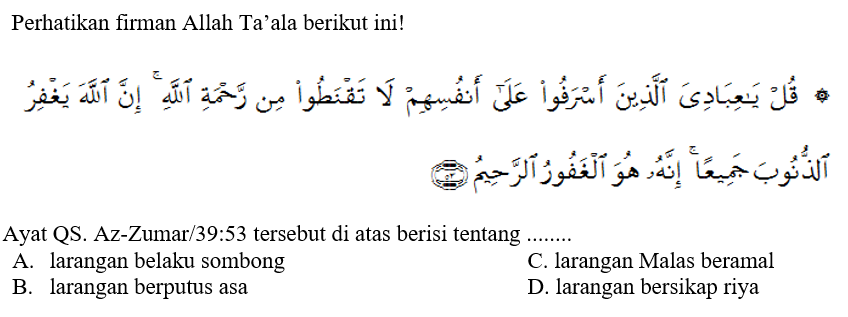 Perhatikan firman Allah Ta’ala berikut ini!
۞ قُلْ يَـٰعِبَادِىَ ٱلَّذِينَ أَسْرَفُوا۟ عَلَىٰٓ أَنفُسِهِمْ لَا تَقْنَطُوا۟ مِن رَّحْمَةِ ٱللَّهِ ۚ إِنَّ ٱللَّهَ يَغْفِرُ
ٱلذُّنُوبَ جَمِيعًا ۚ إِنَّهُۥ هُوَ ٱلْغَفُورُ ٱلرَّحِيمُ ۝٥٣
Ayat QS. Az-Zumar/39:53 tersebut di atas berisi tentang ........
A. larangan belaku sombong
C. larangan Malas beramal
B. larangan berputus asa
D. larangan bersikap riya